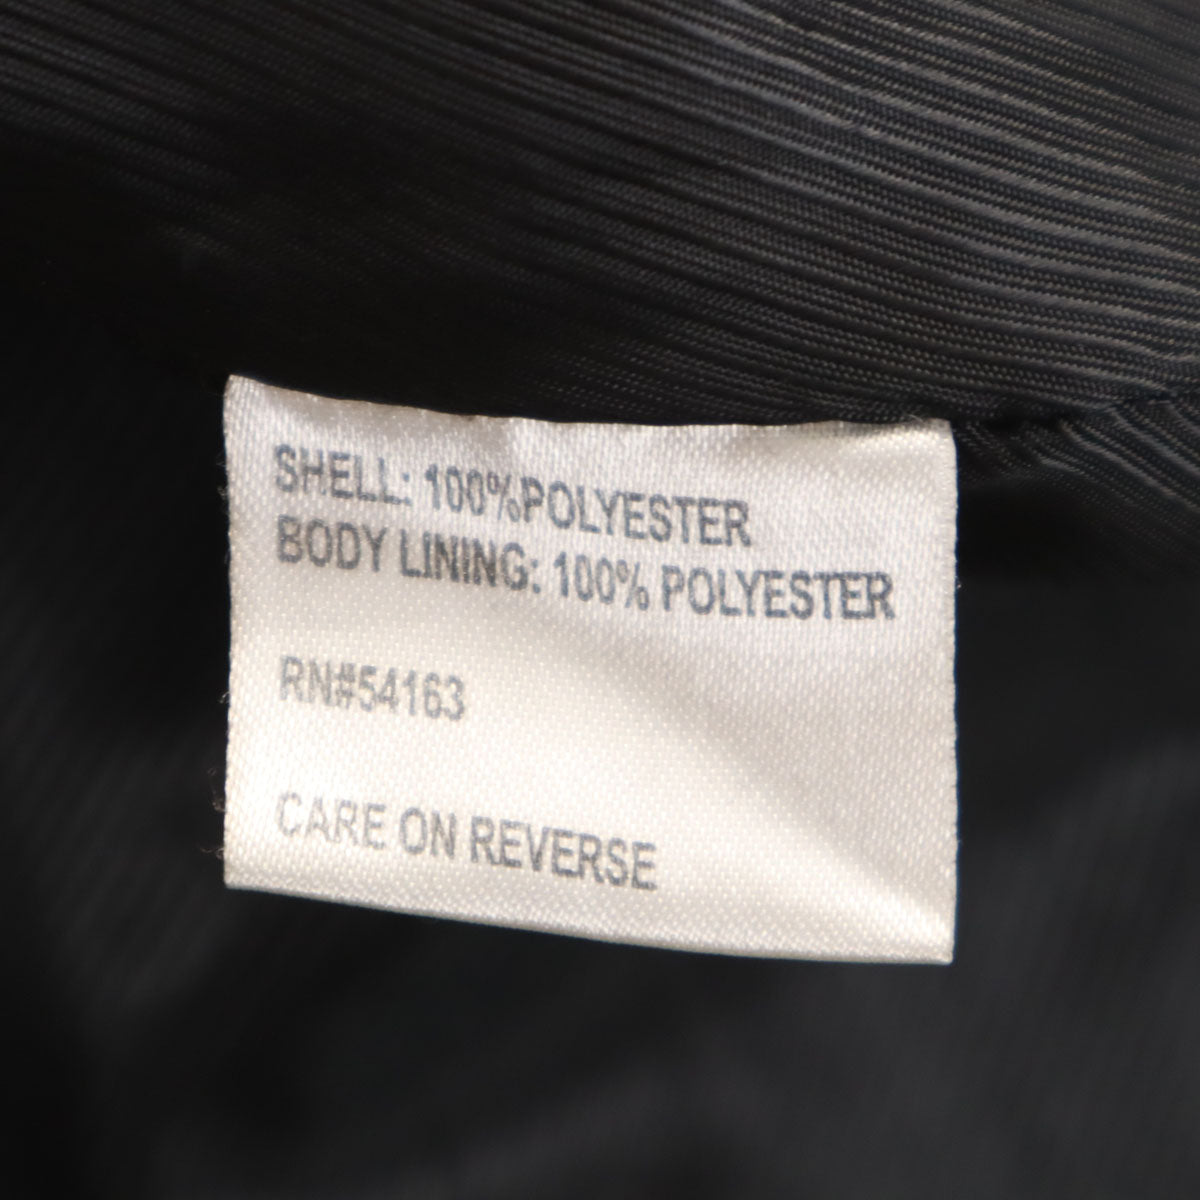 SHELL: 100%POLYESTER
BODY LINING: 100% POLYESTER
RN#54163
CARE ON REVERSE